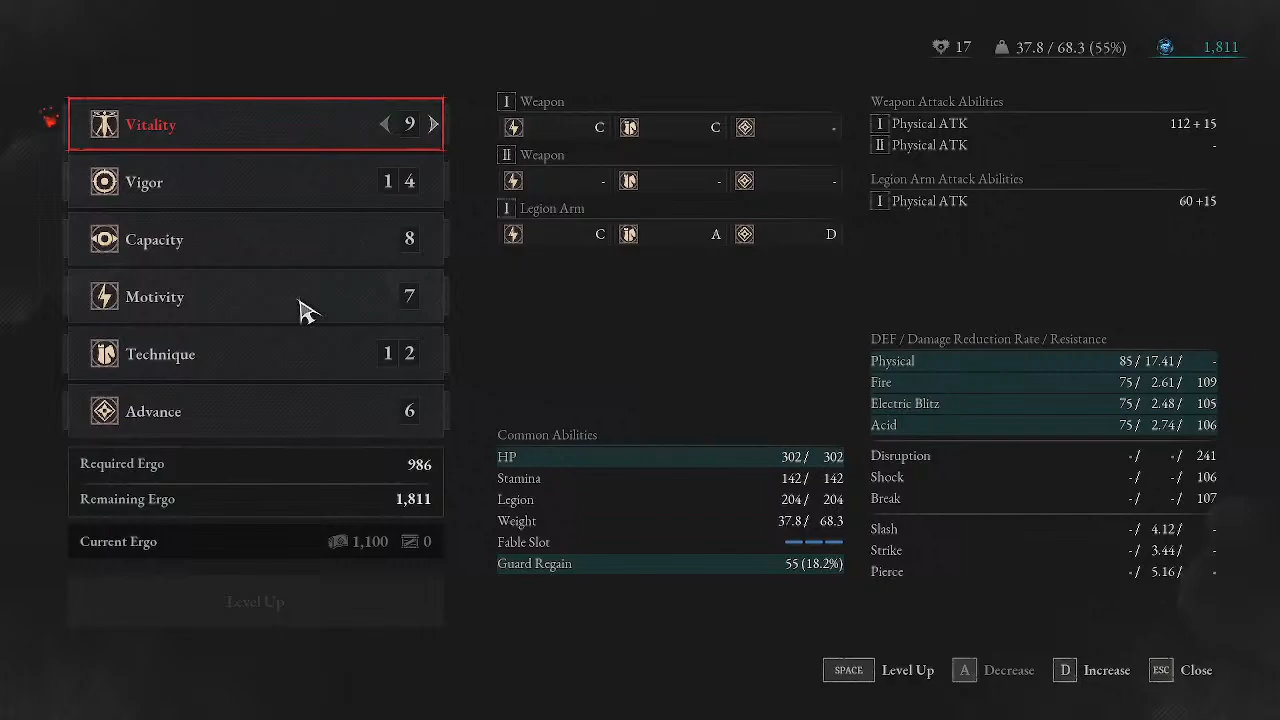 17 37.8 / 68.3 (55%) 1,811
Vitality 9
Vigor 1 4
Capacity 8
Motivity 7
Technique 1 2
Advance 6
Required Ergo 986
Remaining Ergo 1,811
Current Ergo 1,100 0
Level Up
I Weapon
C C -
II Weapon
- - -
I Legion Arm
C A D
Common Abilities
HP 302/ 302
Stamina 142/ 142
Legion 204/ 204
Weight 37.8/ 68.3
Fable Slot
Guard Regain 55 (18.2%)
Weapon Attack Abilities
I Physical ATK 112 + 15
II Physical ATK -
Legion Arm Attack Abilities
I Physical ATK 60 +15
DEF / Damage Reduction Rate / Resistance
Physical 85/ 17.41/ -
Fire 75/ 2.61/ 109
Electric Blitz 75/ 2.48/ 105
Acid 75/ 2.74/ 106
Disruption -/ -/ 241
Shock -/ -/ 106
Break -/ -/ 107
Slash -/ 4.12/ -
Strike -/ 3.44/ -
Pierce -/ 5.16/ -
SPACE Level Up A Decrease D Increase ESC Close